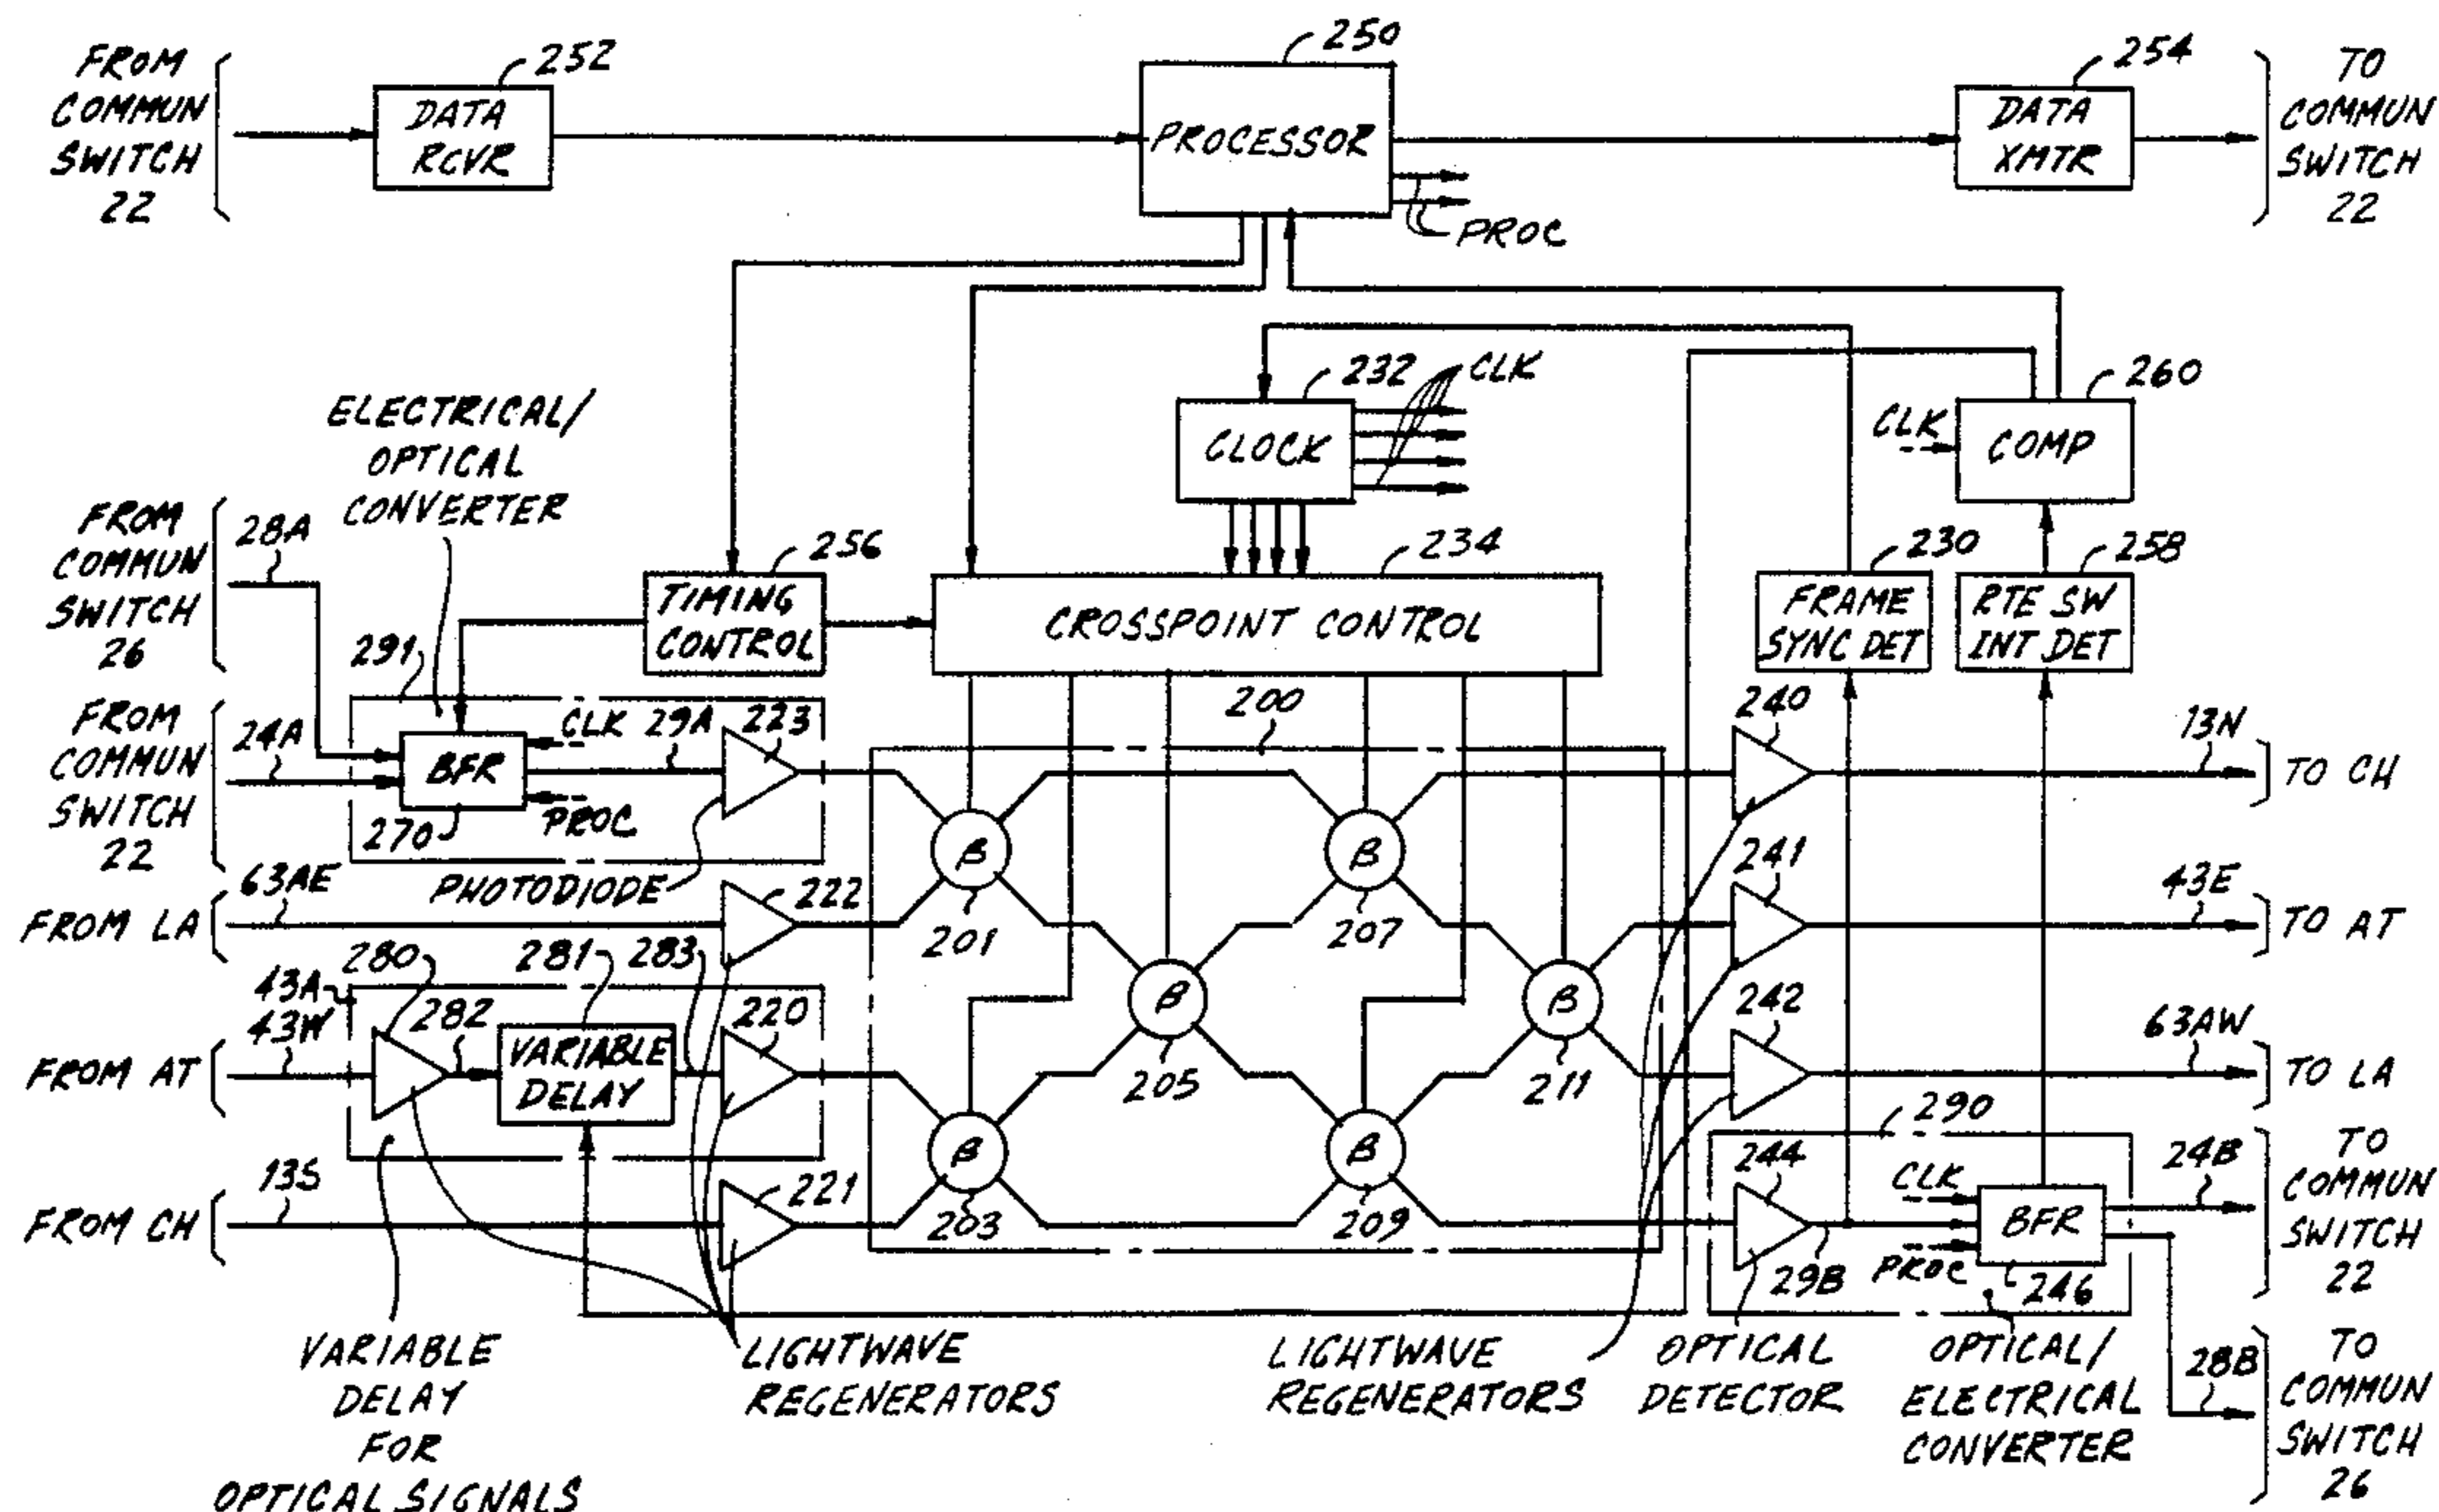 FROM
COMMUN
SWITCH
22
252
DATA
RCVR
250
PROCESSOR
PROC
254
DATA
XMTR
TO
COMMUN
SWITCH
22
ELECTRICAL/
OPTICAL
CONVERTER
232
CLOCK
CLK
CLK
260
COMP
FROM
COMMUN
SWITCH
26
28A
256
TIMING
CONTROL
234
CROSSPOINT CONTROL
230
FRAME
SYNC DET
258
RTE SW
INT DET
291
FROM
COMMUN
SWITCH
22
24A
BFR
270
CLK
PROC
29A
223
PHOTODIODE
200
240
13N
TO CH
β
201
β
207
63AE
FROM LA
222
241
43E
TO AT
43A
43W
FROM AT
280
282
281
VARIABLE
DELAY
283
220
β
205
β
211
242
63AW
TO LA
13S
FROM CH
221
β
203
β
209
290
244
29B
CLK
PROC
BFR
246
24B
TO
COMMUN
SWITCH
22
28B
TO
COMMUN
SWITCH
26
VARIABLE
DELAY
FOR
OPTICAL SIGNALS
LIGHTWAVE
REGENERATORS
LIGHTWAVE
REGENERATORS
OPTICAL
DETECTOR
OPTICAL/
ELECTRICAL
CONVERTER